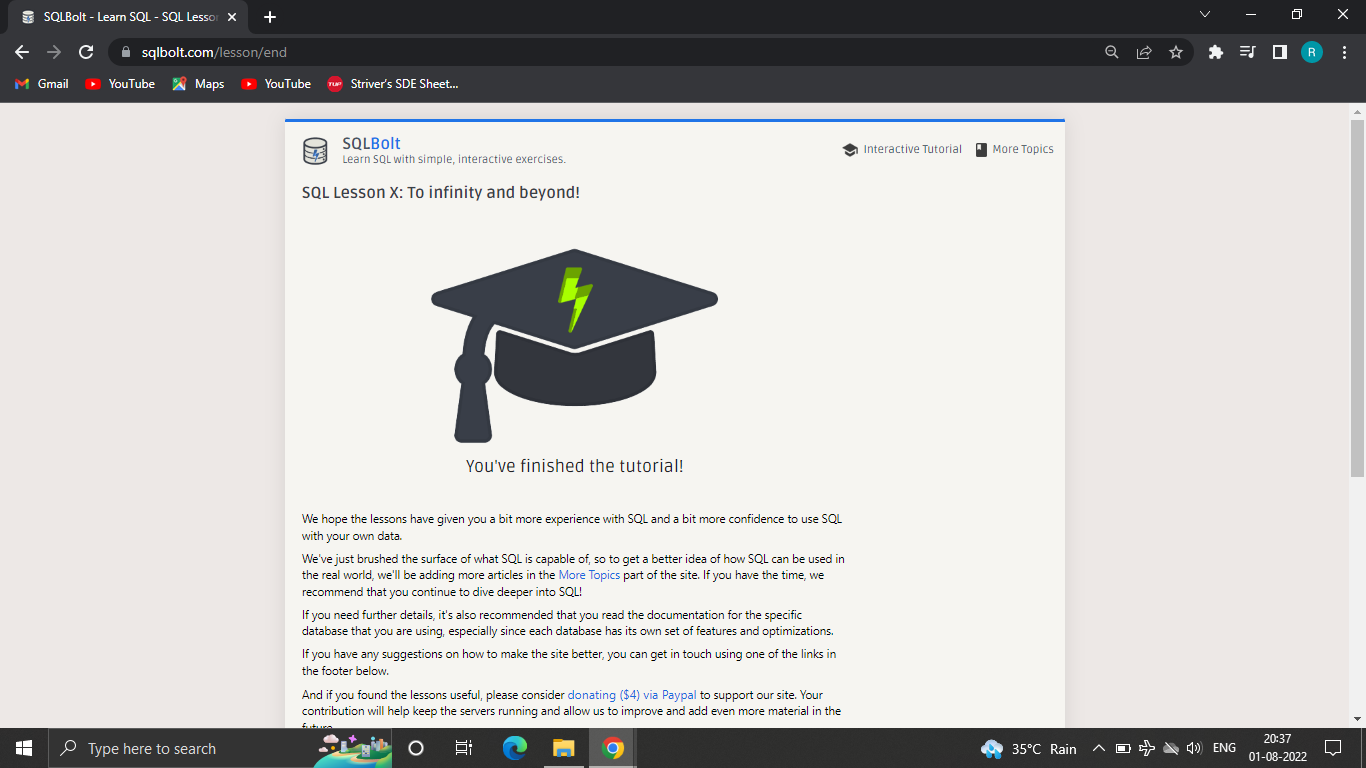 SQLBolt - Learn SQL - SQL Lesson
sqlbolt.com/lesson/end
R
Gmail
YouTube
Maps
YouTube
TUF
Striver's SDE Sheet...
SQLBolt
Learn SQL with simple, interactive exercises.
Interactive Tutorial
More Topics
SQL Lesson X: To infinity and beyond!
You've finished the tutorial!
We hope the lessons have given you a bit more experience with SQL and a bit more confidence to use SQL
with your own data.
We've just brushed the surface of what SQL is capable of, so to get a better idea of how SQL can be used in
the real world, we'll be adding more articles in the More Topics part of the site. If you have the time, we
recommend that you continue to dive deeper into SQL!
If you need further details, it's also recommended that you read the documentation for the specific
database that you are using, especially since each database has its own set of features and optimizations.
If you have any suggestions on how to make the site better, you can get in touch using one of the links in
the footer below.
And if you found the lessons useful, please consider donating ($4) via Paypal to support our site. Your
contribution will help keep the servers running and allow us to improve and add even more material in the
future.
Type here to search
35°C Rain
ENG
20:37
01-08-2022